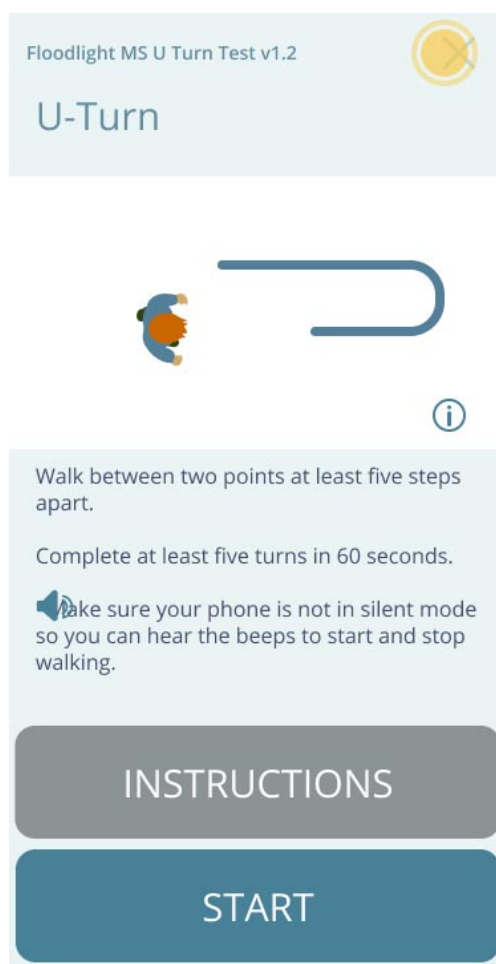 Floodlight MS U Turn Test v1.2
U-Turn
Walk between two points at least five steps
apart.
Complete at least five turns in 60 seconds.
Make sure your phone is not in silent mode
so you can hear the beeps to start and stop
walking.
INSTRUCTIONS
START